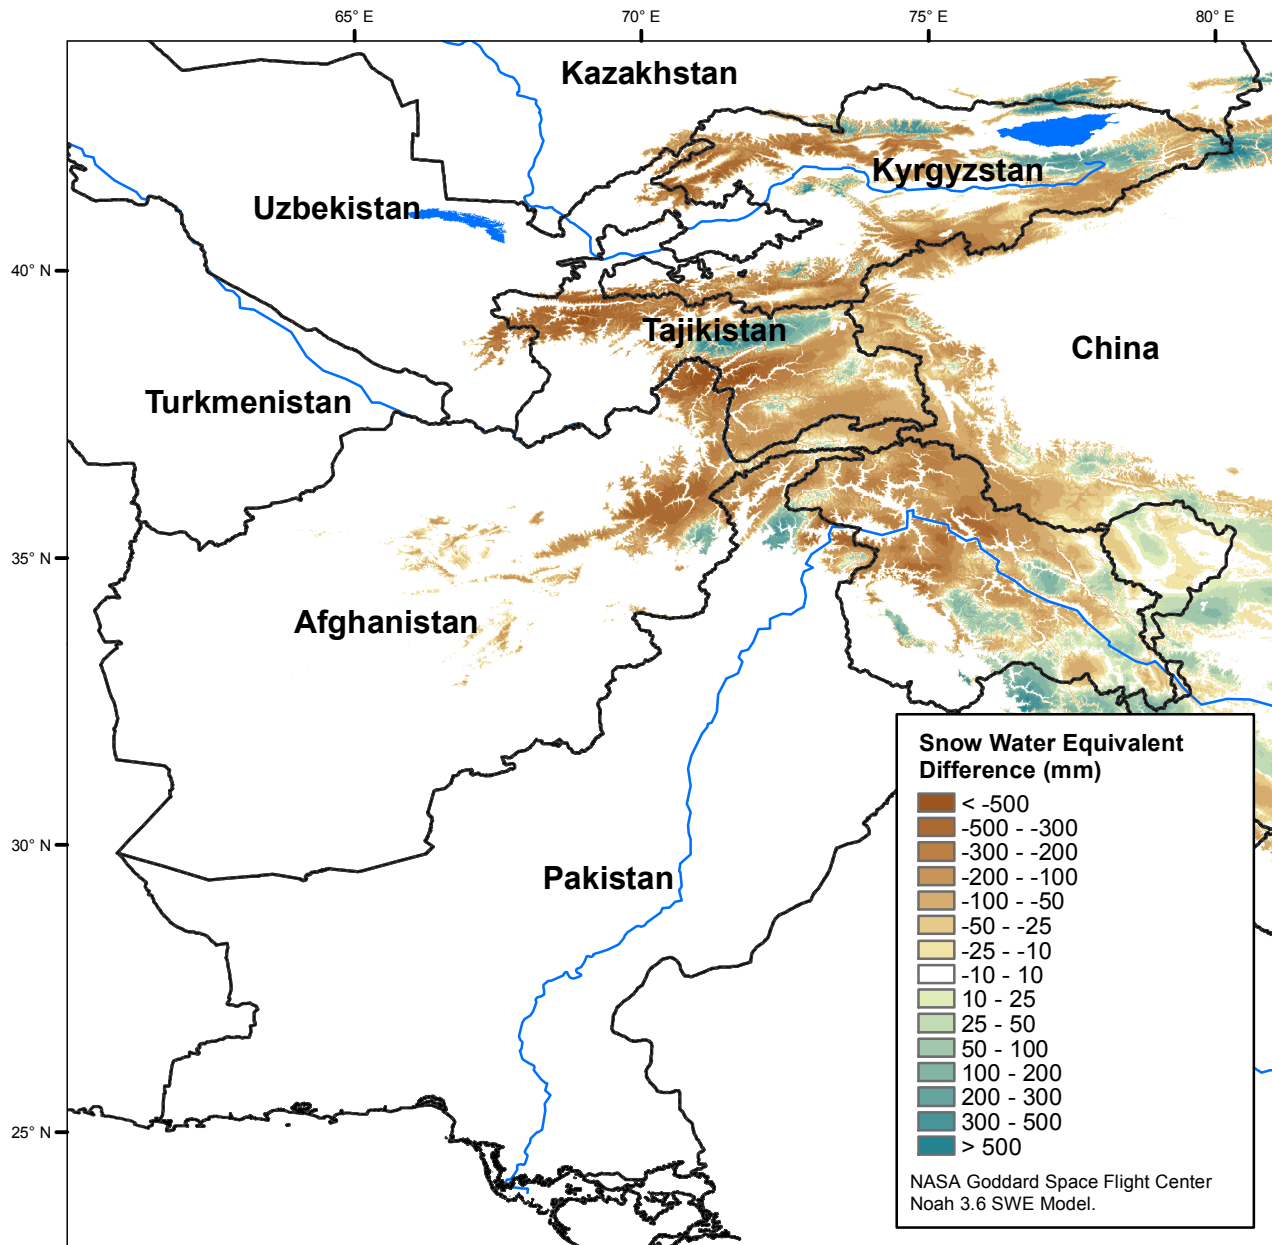 65° E
70° E
75° E
80° E
Kazakhstan
Kyrgyzstan
Uzbekistan
40° N
Tajikistan
China
Turkmenistan
35° N
Afghanistan
30° N
Pakistan
25° N
Snow Water Equivalent
Difference (mm)
< -500
-500 - -300
-300 - -200
-200 - -100
-100 - -50
-50 - -25
-25 - -10
-10 - 10
10 - 25
25 - 50
50 - 100
100 - 200
200 - 300
300 - 500
> 500
NASA Goddard Space Flight Center
Noah 3.6 SWE Model.